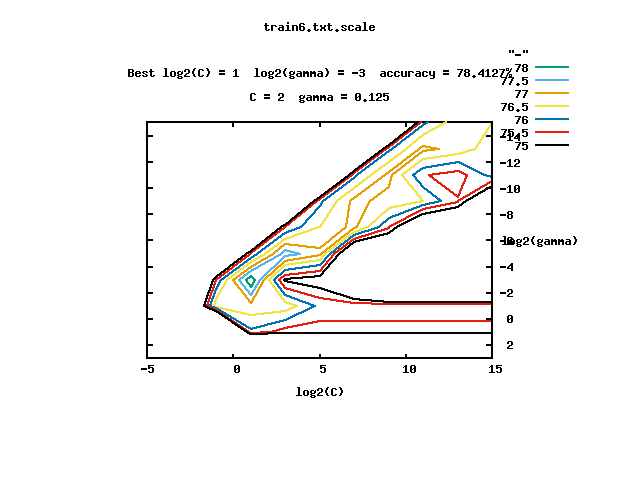 train6.txt.scale
"-"
Best log2(C) = 1  log2(gamma) = -3  accuracy = 78.4127%
78
77.5
C = 2  gamma = 0.125
77
76.5
76
75.5
-14
75
-12
-10
-8
-6
log2(gamma)
-4
-2
0
2
-5 0 5 10 15
log2(C)